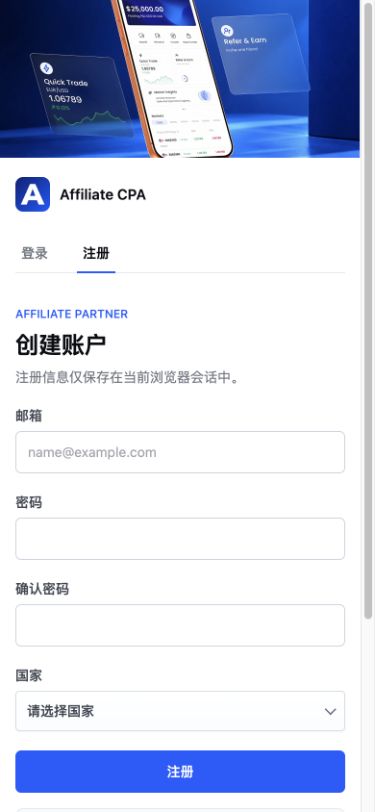 $25,000.00
Refer & Earn
Quick Trade
1.06789
Market Insights
Affiliate CPA
登录
注册
AFFILIATE PARTNER
创建账户
注册信息仅保存在当前浏览器会话中。
邮箱
name@example.com
密码
确认密码
国家
请选择国家
注册